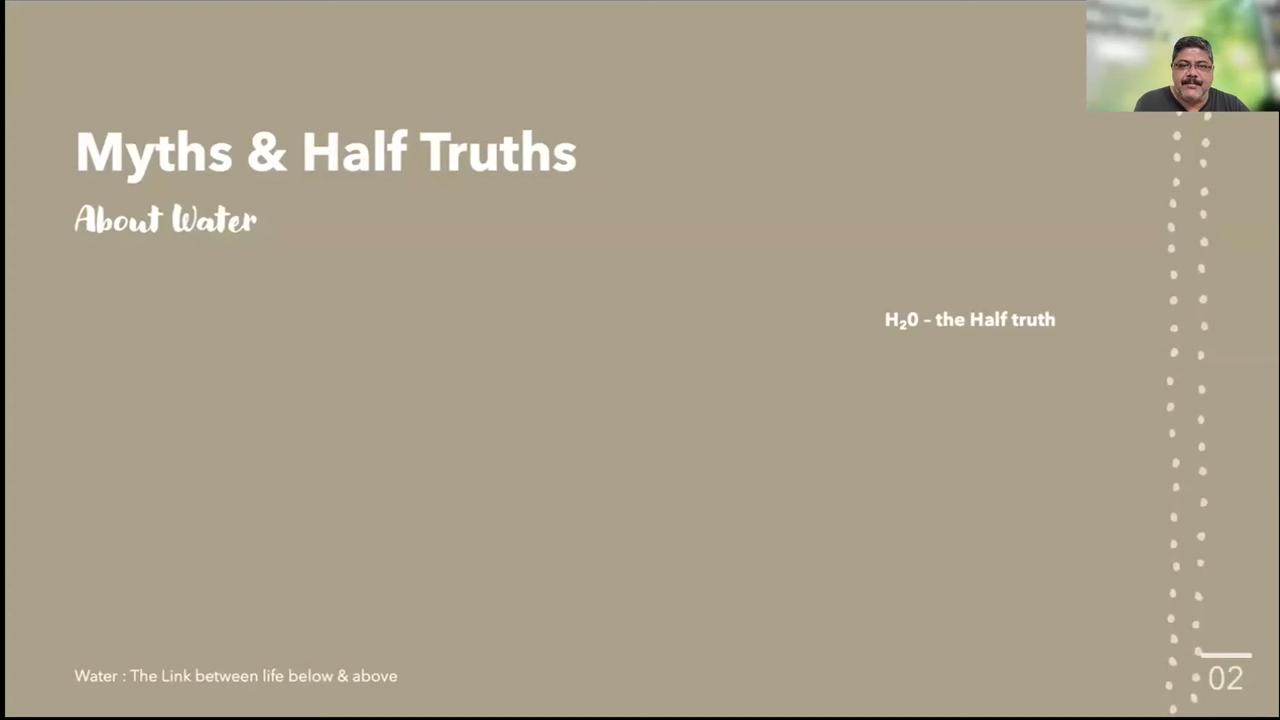 Myths & Half Truths
About Water
H₂0 - the Half truth
Water : The Link between life below & above
02